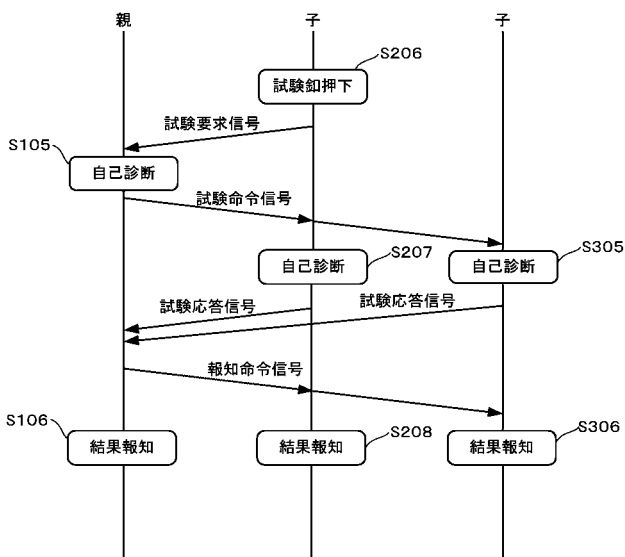 親
子
子
S206
試験釦押下
試験要求信号
S105
自己診断
試験命令信号
S207
自己診断
S305
自己診断
試験応答信号
試験応答信号
報知命令信号
S106
結果報知
S208
結果報知
S306
結果報知